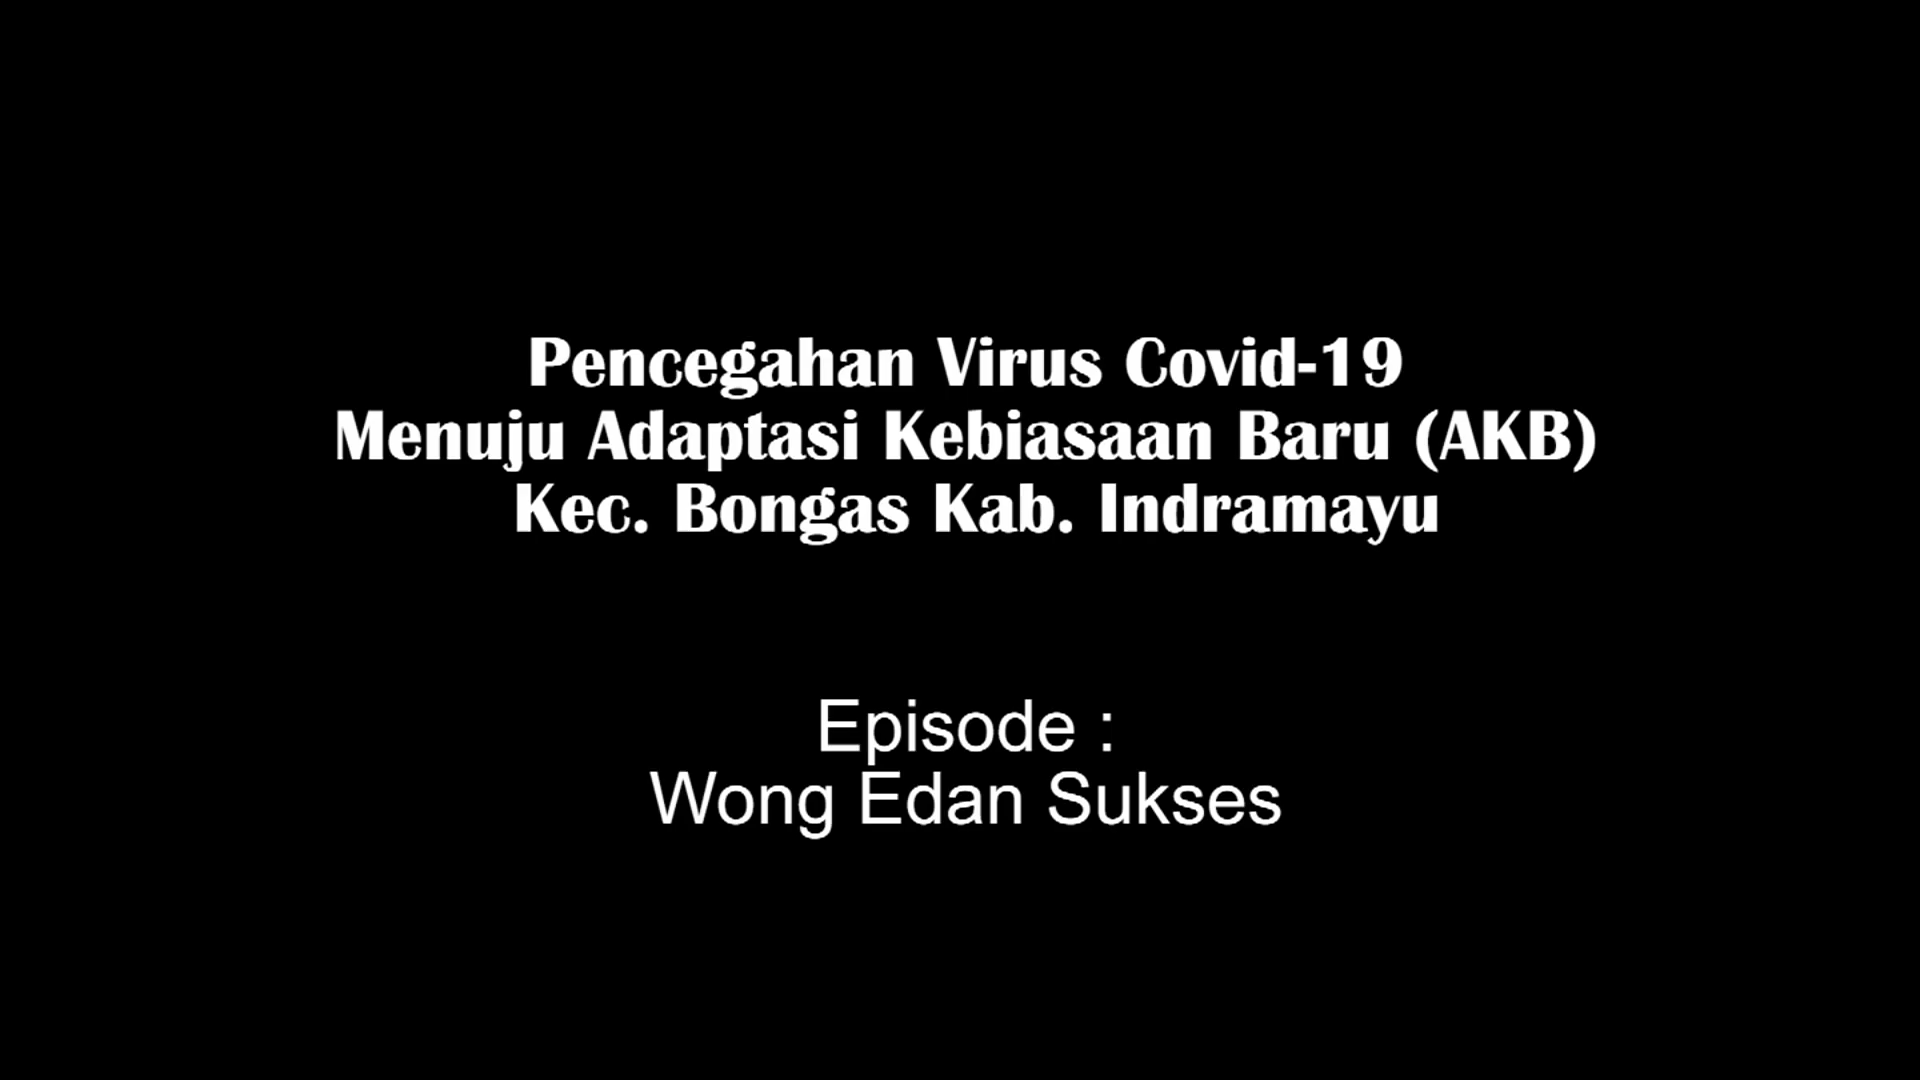 Pencegahan Virus Covid-19
Menuju Adaptasi Kebiasaan Baru (AKB)
Kec. Bongas Kab. Indramayu
Episode :
Wong Edan Sukses